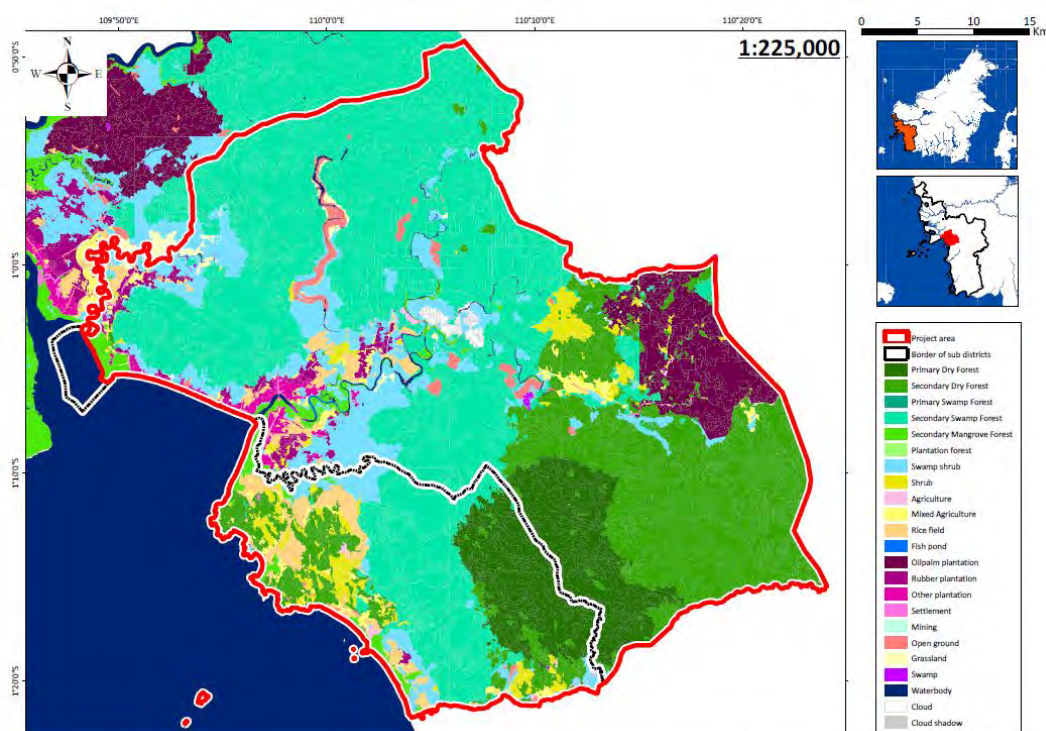 109°50'0"E
110°0'0"E
110°10'0"E
110°20'0"E
0
5
10
15
Km
N
W
E
S
1:225,000
0°50'0"S
1°0'0"S
1°10'0"S
1°20'0"S
Project area
Border of sub districts
Primary Dry Forest
Secondary Dry Forest
Primary Swamp Forest
Secondary Swamp Forest
Secondary Mangrove Forest
Plantation forest
Swamp shrub
Shrub
Agriculture
Mixed Agriculture
Rice field
Fish pond
Oilpalm plantation
Rubber plantation
Other plantation
Settlement
Mining
Open ground
Grassland
Swamp
Waterbody
Cloud
Cloud shadow